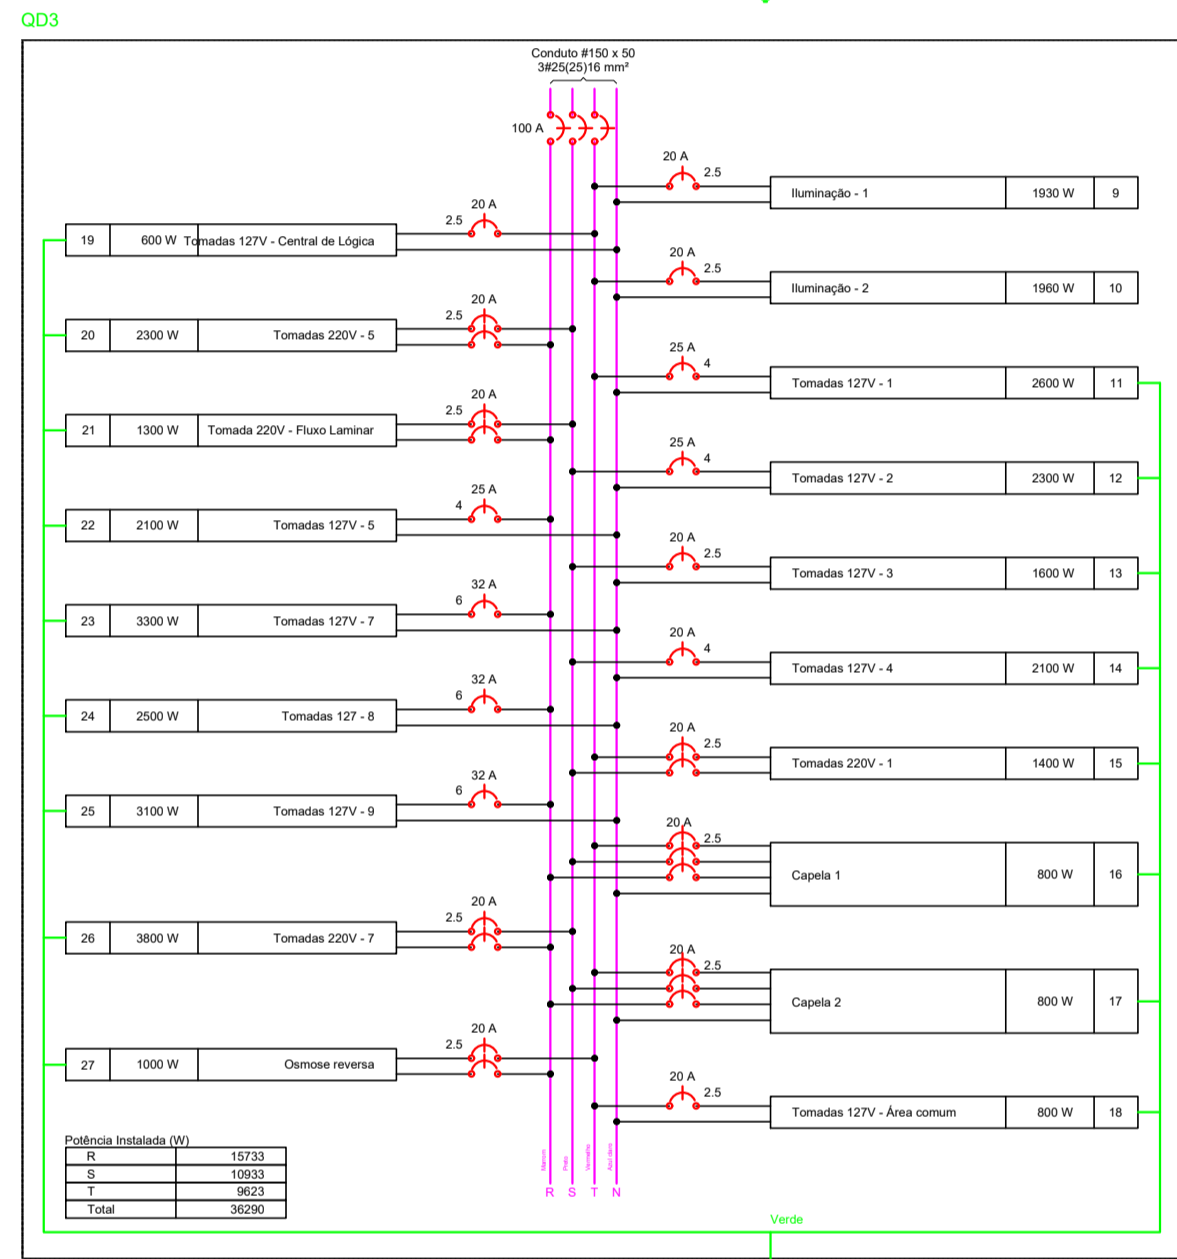 QD3
Conduto #150 x 50
3#25(25)16 mm²
100 A
20 A
2.5
Iluminação - 1 1930 W 9
20 A
2.5
19 600 W Tomadas 127V - Central de Lógica
20 A
2.5
Iluminação - 2 1960 W 10
20 A
2.5
20 2300 W Tomadas 220V - 5
25 A
4
Tomadas 127V - 1 2600 W 11
20 A
2.5
21 1300 W Tomada 220V - Fluxo Laminar
25 A
4
Tomadas 127V - 2 2300 W 12
25 A
4
22 2100 W Tomadas 127V - 5
20 A
2.5
Tomadas 127V - 3 1600 W 13
32 A
6
23 3300 W Tomadas 127V - 7
20 A
4
Tomadas 127V - 4 2100 W 14
32 A
6
24 2500 W Tomadas 127 - 8
20 A
2.5
Tomadas 220V - 1 1400 W 15
32 A
6
25 3100 W Tomadas 127V - 9
20 A
2.5
Capela 1 800 W 16
20 A
2.5
26 3800 W Tomadas 220V - 7
20 A
2.5
Capela 2 800 W 17
20 A
2.5
27 1000 W Osmose reversa
20 A
2.5
Tomadas 127V - Área comum 800 W 18
Potência Instalada (W)
R 15733
S 10933
T 9623
Total 36290
Marrom
Preto
Vermelho
Azul claro
R S T N
Verde